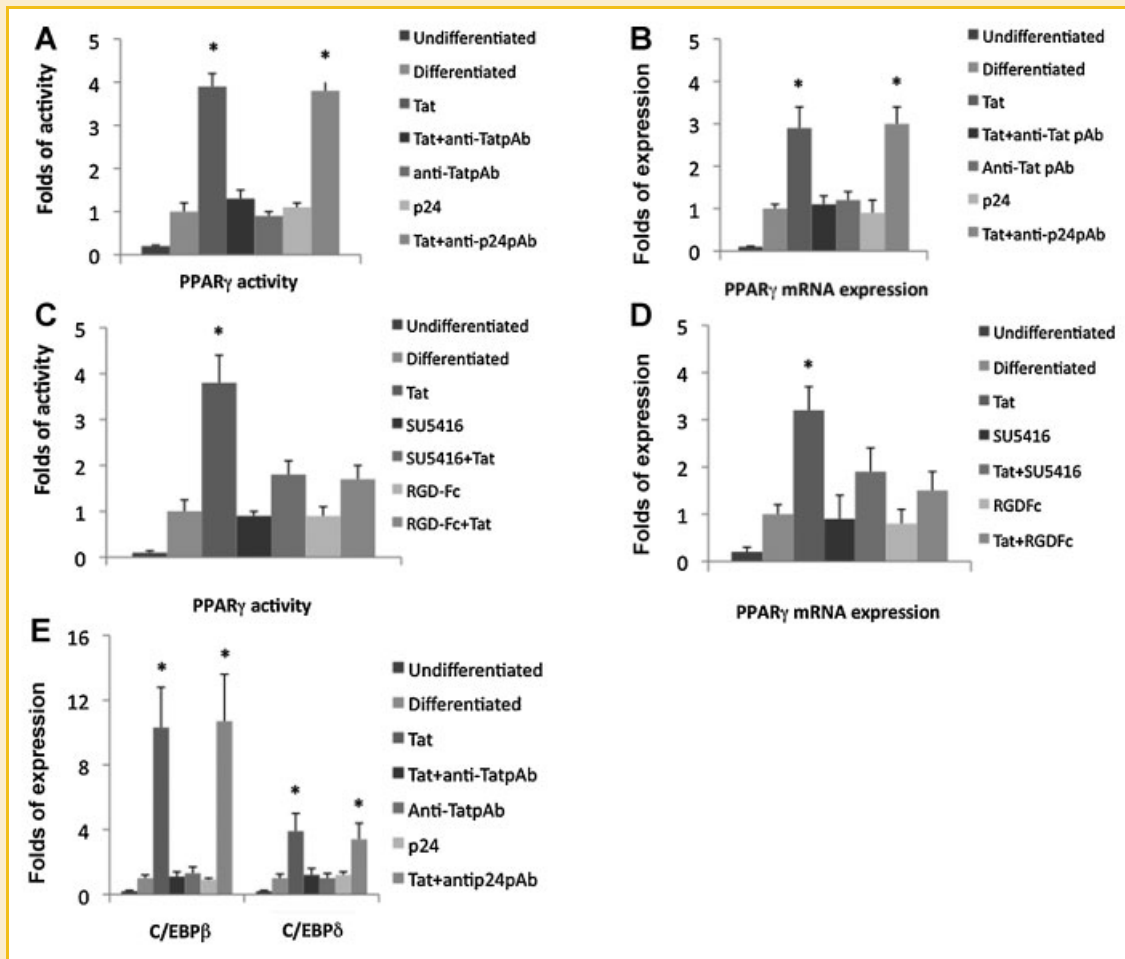 A
Folds of activity
5
4
3
2
1
0
*
*
PPARγ activity
Undifferentiated
Differentiated
Tat
Tat+anti-TatpAb
anti-TatpAb
p24
Tat+anti-p24pAb
B
Folds of expression
5
4
3
2
1
0
*
*
PPARγ mRNA expression
Undifferentiated
Differentiated
Tat
Tat+anti-Tat pAb
Anti-Tat pAb
p24
Tat+anti-p24pAb
C
Folds of activity
5
4
3
2
1
0
*
PPARγ activity
Undifferentiated
Differentiated
Tat
SU5416
SU5416+Tat
RGD-Fc
RGD-Fc+Tat
D
Folds of expression
5
4
3
2
1
0
*
PPARγ mRNA expression
Undifferentiated
Differentiated
Tat
SU5416
Tat+SU5416
RGDFc
Tat+RGDFc
E
Folds of expression
16
12
8
4
0
*
*
*
*
C/EBPβ
C/EBPδ
Undifferentiated
Differentiated
Tat
Tat+anti-TatpAb
Anti-TatpAb
p24
Tat+antip24pAb